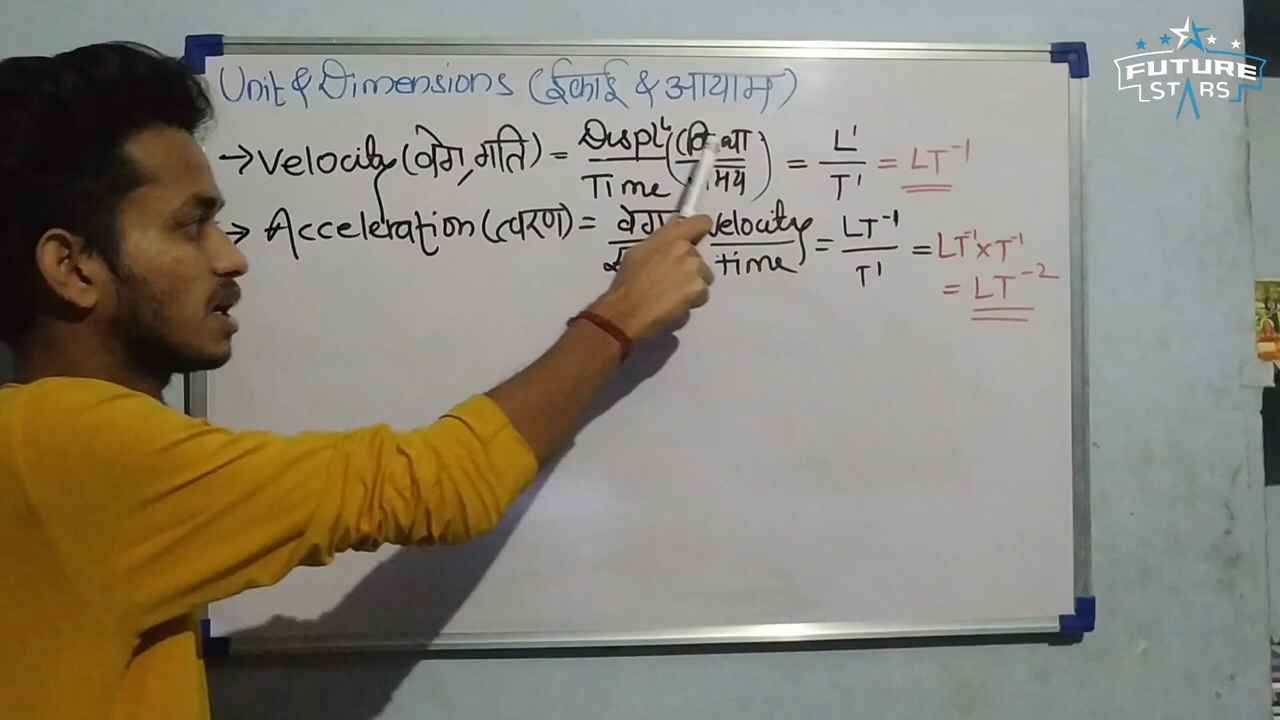 FUTURE
STARS
Unit & Dimensions (ईकाई & आयाम)
→ Velocity (वेग, गति) = Displ / Time = L¹ / T¹ = LT⁻¹
→ Acceleration (त्वरण) = वेग velocity / time = LT⁻¹ / T¹ = LT⁻¹ × T⁻¹
= LT⁻²